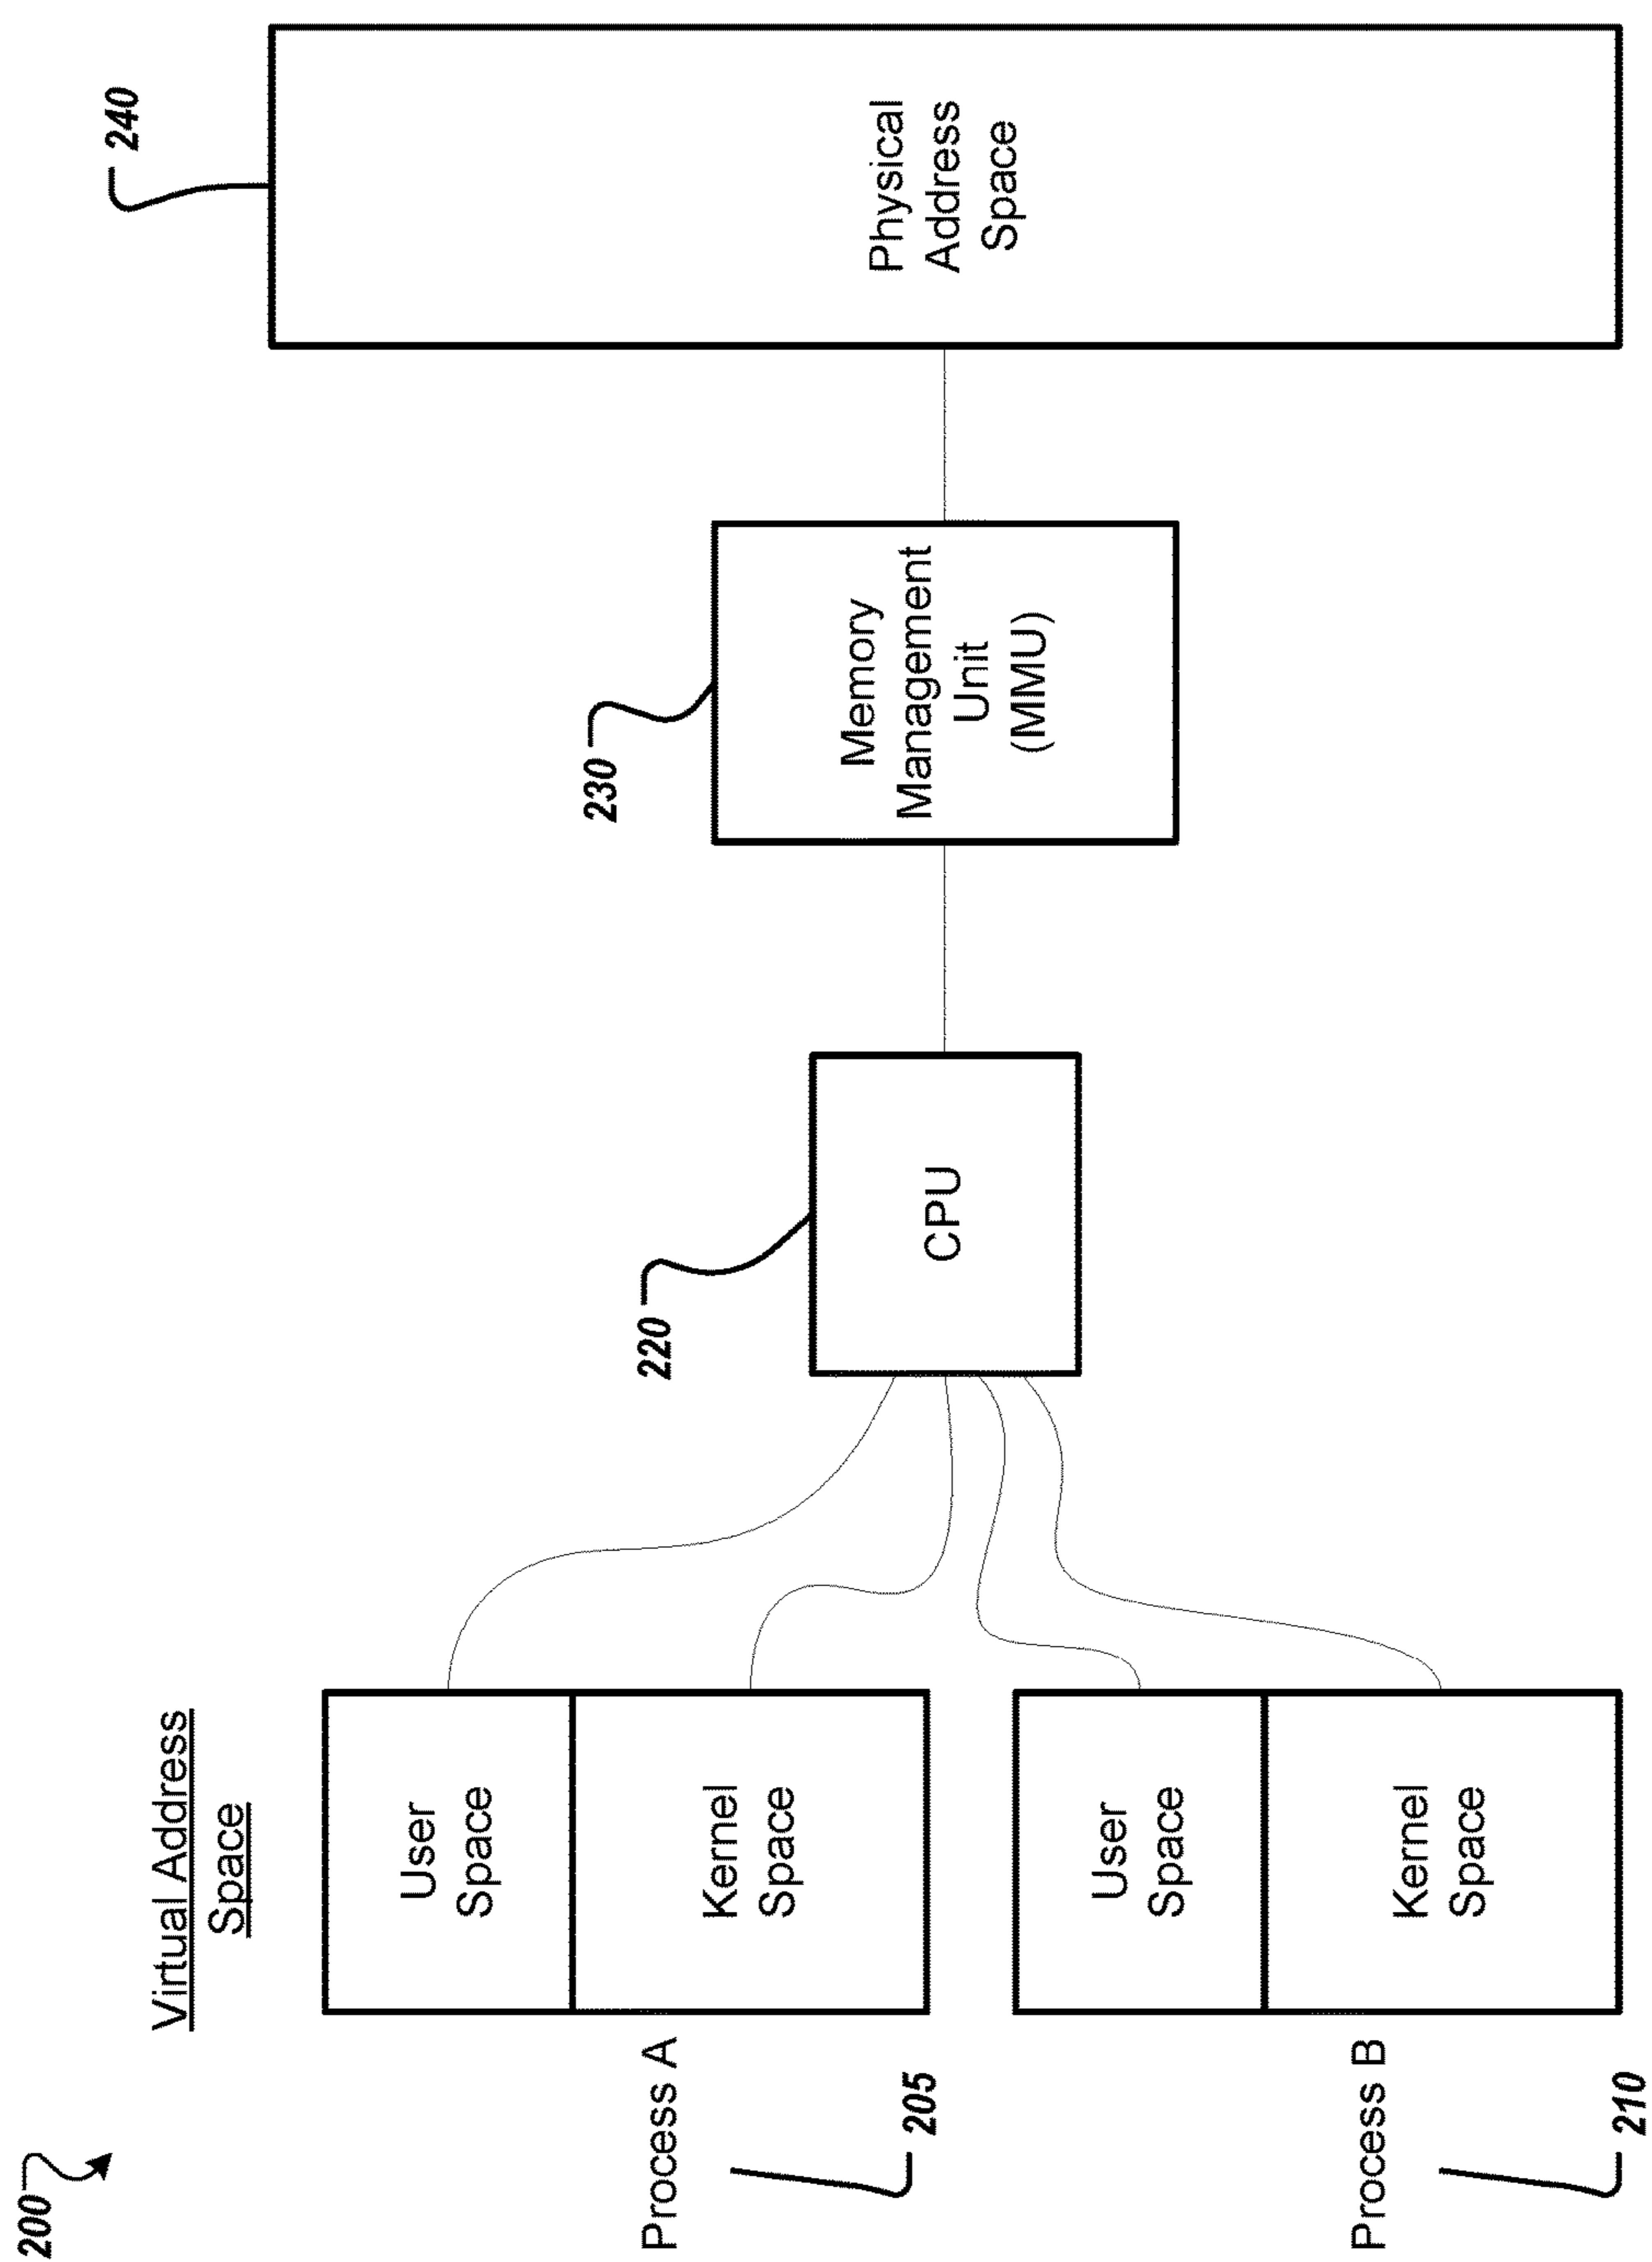 200
Virtual Address
Space
240
Process A
205
User
Space
Kernel
Space
220
CPU
230
Memory
Management
Unit
(MMU)
Physical
Address
Space
Process B
210
User
Space
Kernel
Space